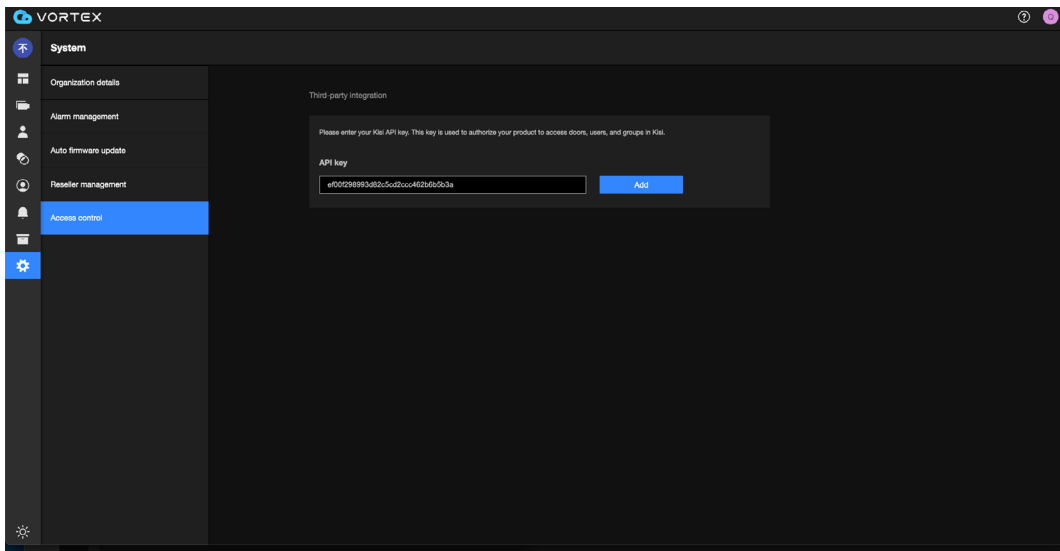 VORTEX
Q
不
System
Organization details
Alarm management
Auto firmware update
Reseller management
Access control
Third-party integration
Please enter your Kisi API key. This key is used to authorize your product to access doors, users, and groups in Kisi.
API key
ef00f298993d82c5cd2ccc462b6b5b3a
Add